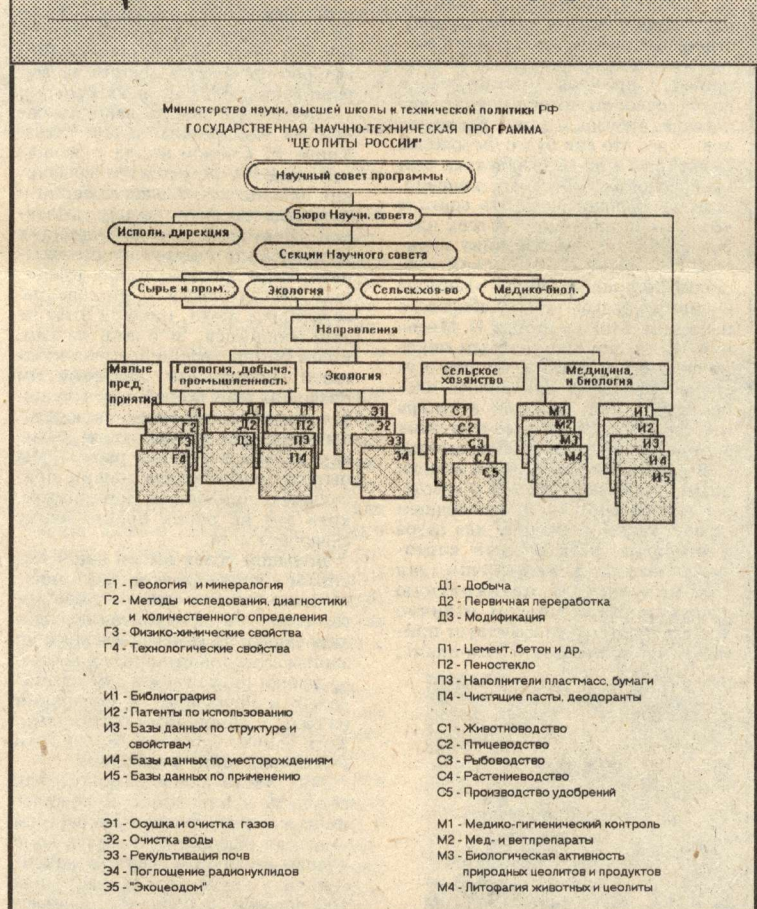 Министерство науки, высшей школы и технической политики РФ
ГОСУДАРСТВЕННАЯ НАУЧНО-ТЕХНИЧЕСКАЯ ПРОГРАММА
"ЦЕОЛИТЫ РОССИИ"
Научный совет программы
Бюро Научн. совета
Исполн. дирекция
Секции Научного совета
Сырье и пром.
Экология
Сельск.хоз-во
Медико-биол.
Направления
Малые
пред-
приятия
Геология, добыча,
промышленность
Экология
Сельское
хозяйство
Медицина,
и биология
Г1
Г2
Г3
Г4
Д1
Д2
Д3
П1
П2
П3
П4
Э1
Э2
Э3
Э4
С1
С2
С3
С4
С5
М1
М2
М3
М4
И1
И2
И3
И4
И5
Г1 - Геология и минералогия
Г2 - Методы исследования, диагностики
и количественного определения
Г3 - Физико-химические свойства
Г4 - Технологические свойства
И1 - Библиография
И2 - Патенты по использованию
И3 - Базы данных по структуре и
свойствам
И4 - Базы данных по месторождениям
И5 - Базы данных по применению
Э1 - Осушка и очистка газов
Э2 - Очистка воды
Э3 - Рекультивация почв
Э4 - Поглощение радионуклидов
Э5 - "Экоцеодом"
Д1 - Добыча
Д2 - Первичная переработка
Д3 - Модификация
П1 - Цемент, бетон и др.
П2 - Пеностекло
П3 - Наполнители пластмасс, бумаги
П4 - Чистящие пасты, деодоранты
С1 - Животноводство
С2 - Птицеводство
С3 - Рыбоводство
С4 - Растениеводство
С5 - Производство удобрений
М1 - Медико-гигиенический контроль
М2 - Мед- и ветпрепараты
М3 - Биологическая активность
природных цеолитов и продуктов
М4 - Литофагия животных и цеолиты